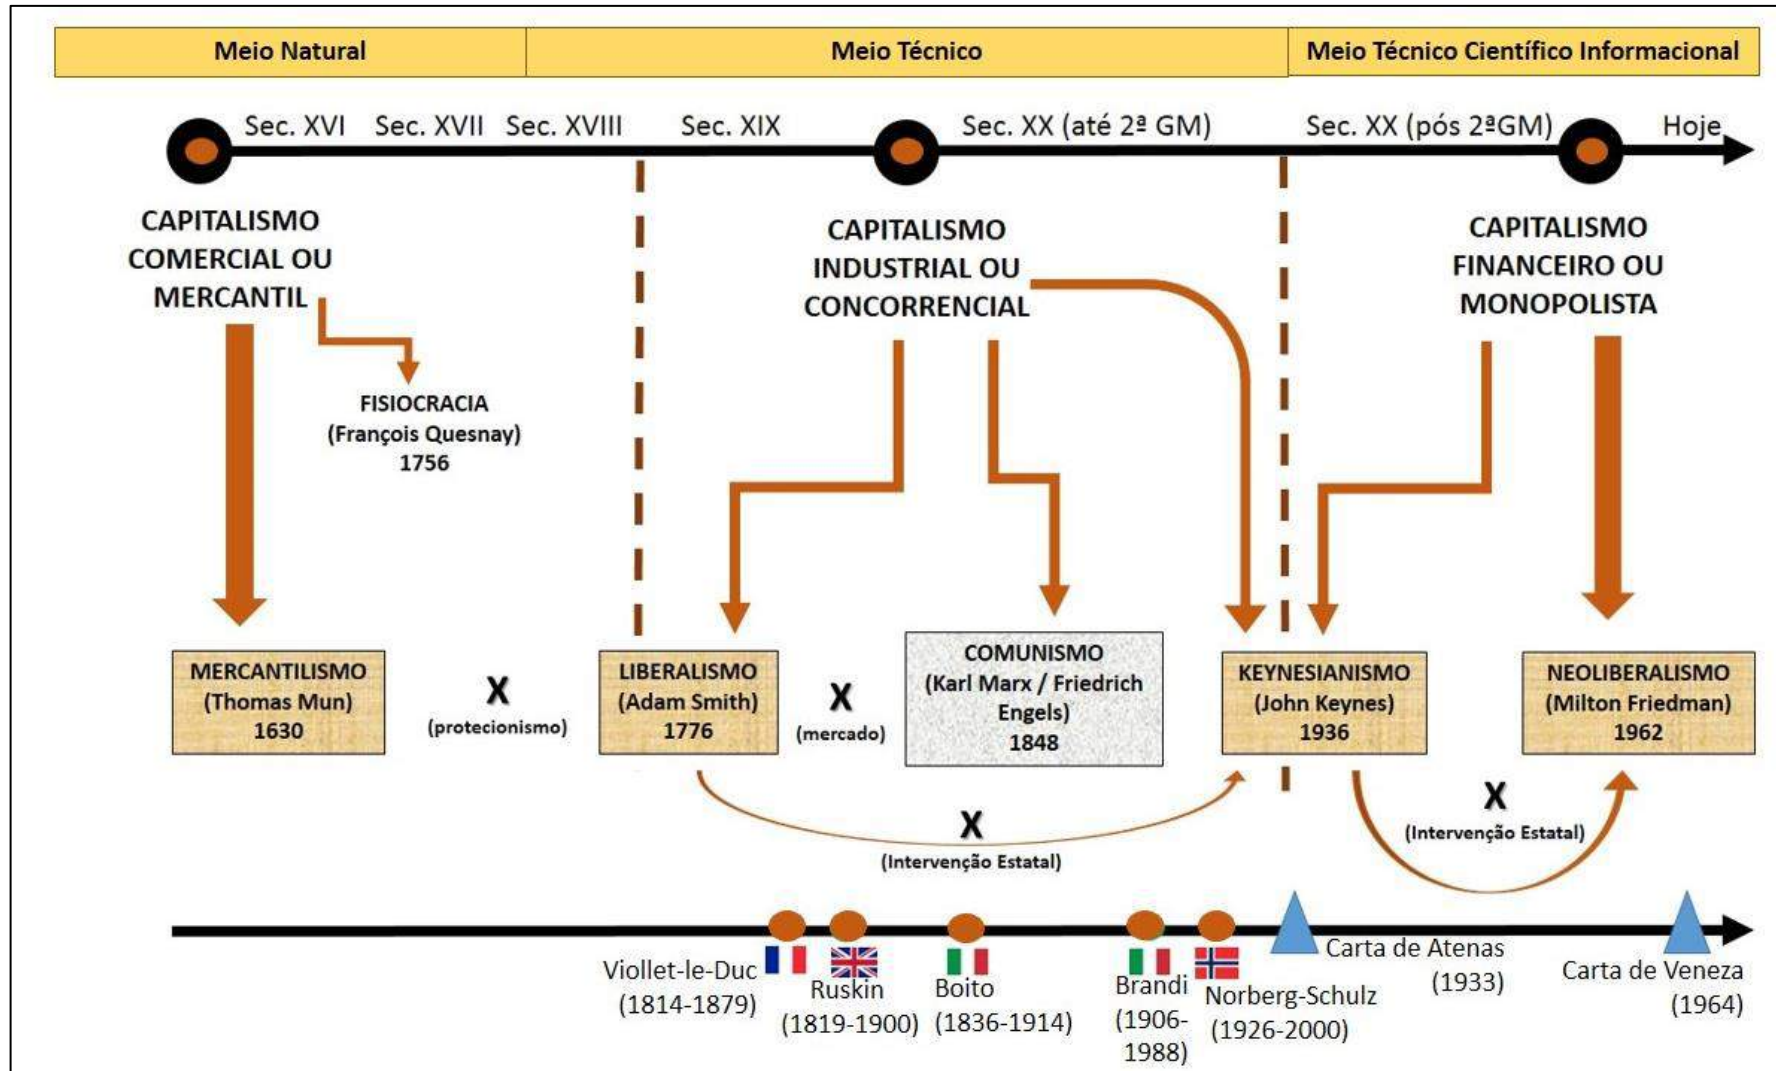 Meio Natural
Meio Técnico
Meio Técnico Científico Informacional
Sec. XVI
Sec. XVII
Sec. XVIII
Sec. XIX
Sec. XX (até 2ª GM)
Sec. XX (pós 2ªGM)
Hoje
CAPITALISMO
COMERCIAL OU
MERCANTIL
CAPITALISMO
INDUSTRIAL OU
CONCORRENCIAL
CAPITALISMO
FINANCEIRO OU
MONOPOLISTA
FISIOCRACIA
(François Quesnay)
1756
MERCANTILISMO
(Thomas Mun)
1630
X
(protecionismo)
LIBERALISMO
(Adam Smith)
1776
X
(mercado)
COMUNISMO
(Karl Marx / Friedrich
Engels)
1848
KEYNESIANISMO
(John Keynes)
1936
NEOLIBERALISMO
(Milton Friedman)
1962
X
(Intervenção Estatal)
X
(Intervenção Estatal)
Viollet-le-Duc
(1814-1879)
Ruskin
(1819-1900)
Boito
(1836-1914)
Brandi
(1906-
1988)
Norberg-Schulz
(1926-2000)
Carta de Atenas
(1933)
Carta de Veneza
(1964)